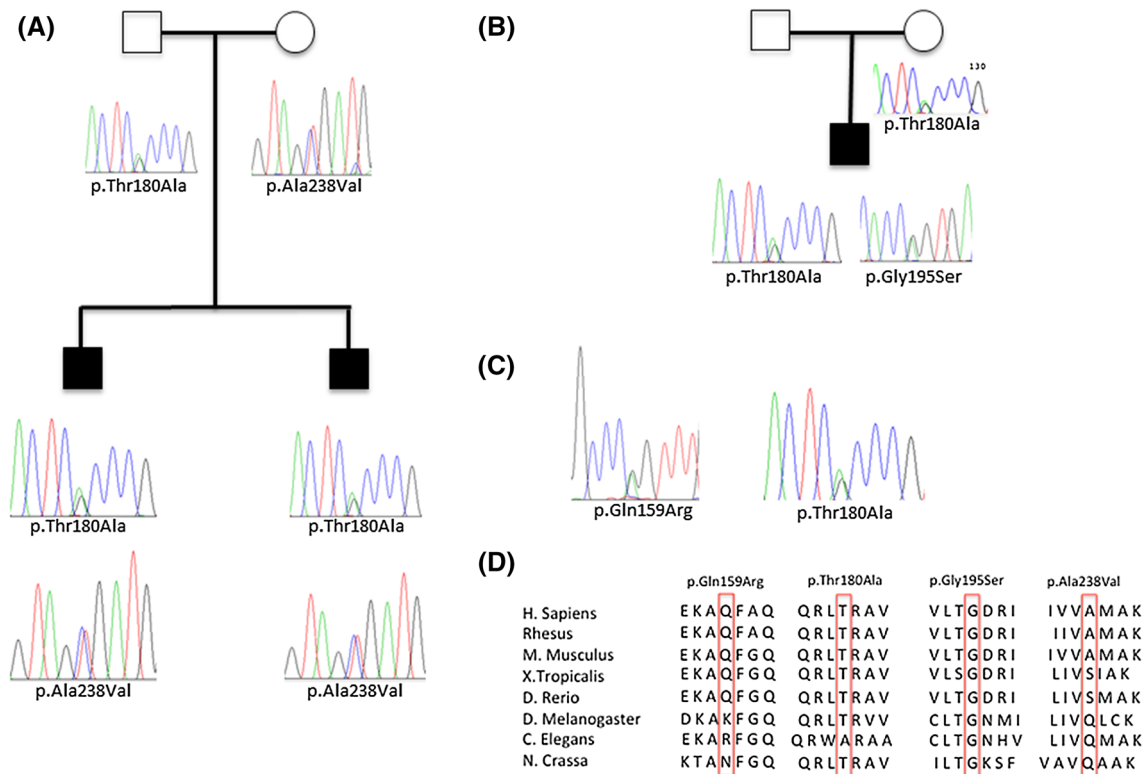 (A)
p.Thr180Ala
p.Ala238Val
p.Thr180Ala
p.Thr180Ala
p.Ala238Val
p.Ala238Val
(B)
130
p.Thr180Ala
p.Thr180Ala
p.Gly195Ser
(C)
p.Gln159Arg
p.Thr180Ala
(D)
p.Gln159Arg p.Thr180Ala p.Gly195Ser p.Ala238Val
H. Sapiens EKAQFAQ QRLTRAV VLTGDRI IVVAMAK
Rhesus EKAQFAQ QRLTRAV VLTGDRI IIVAMAK
M. Musculus EKAQFGQ QRLTRAV VLTGDRI IVVAMAK
X.Tropicalis EKAQFGQ QRLTRAV VLSGDRI LIVSIAK
D. Rerio EKAQFGQ QRLTRAV VLTGDRI LIVSMAK
D. Melanogaster DKAKFGQ QRLTRVV CLTGNMI LIVQLCK
C. Elegans EKARFGQ QRWARAA CLTGNHV LIVQMAK
N. Crassa KTANFGQ QRLTRAV ILTGKSF VAVQAAK